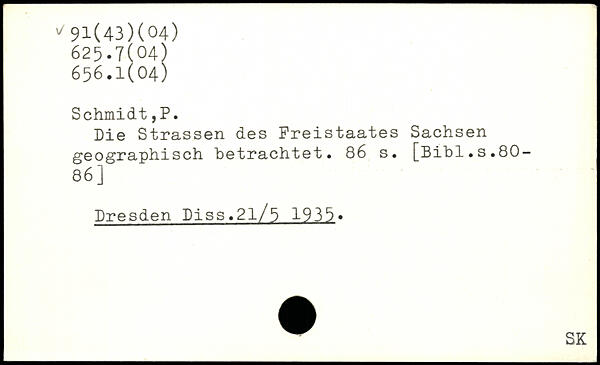 ✓ 91(43)(04)
625.7(04)
656.1(04)
Schmidt,P.
Die Strassen des Freistaates Sachsen
geographisch betrachtet. 86 s. [Bibl.s.80-
86]
Dresden Diss.21/5 1935.
SK